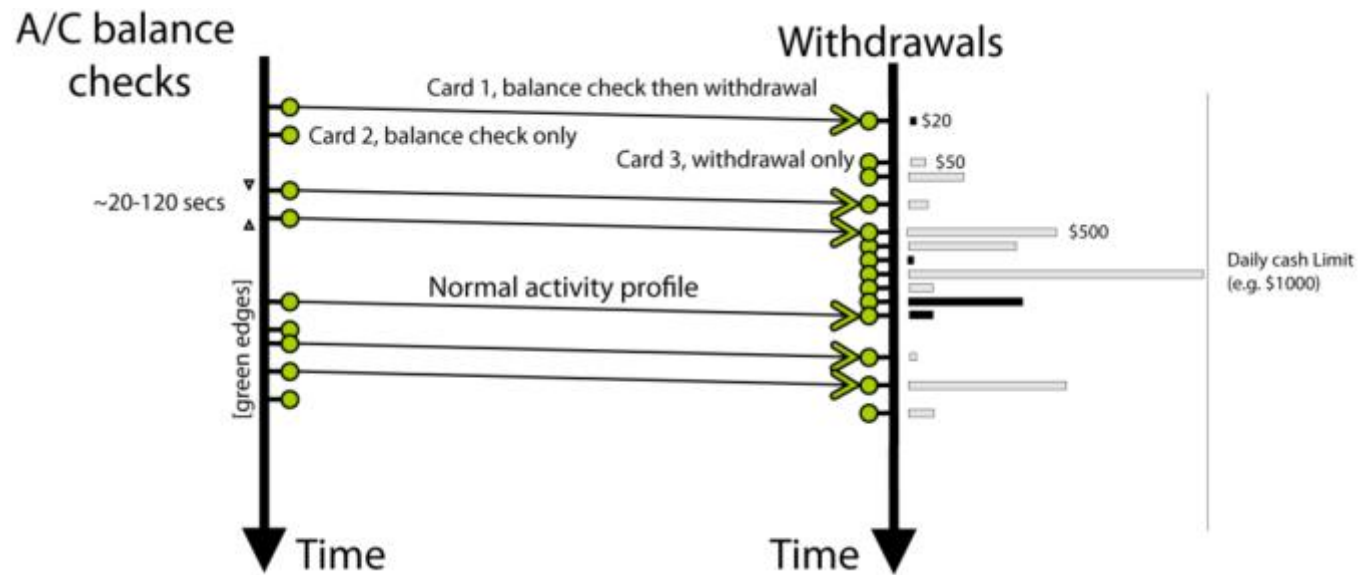 A/C balance
checks
Withdrawals
Card 1, balance check then withdrawal
$20
Card 2, balance check only
Card 3, withdrawal only
$50
~20-120 secs
$500
Daily cash Limit
(e.g. $1000)
Normal activity profile
[green edges]
Time
Time